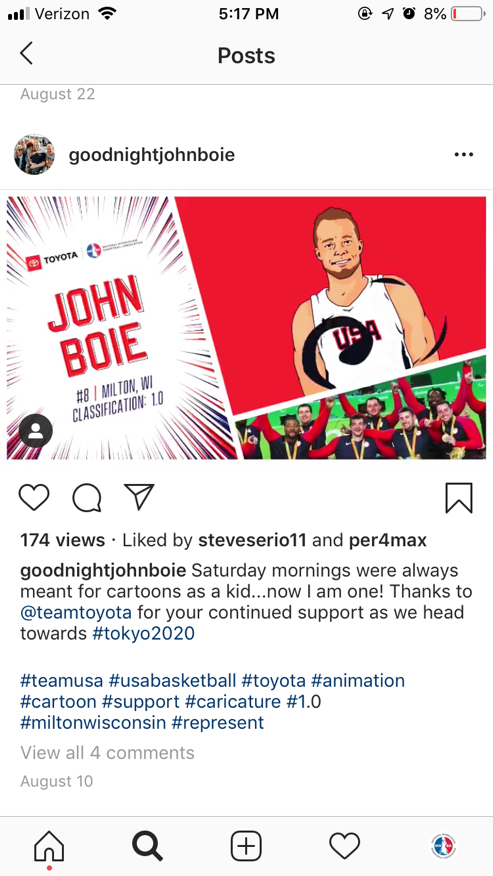 Verizon 5:17 PM 8%
Posts
August 22
goodnightjohnboie
TOYOTA
JOHN
BOIE
#8 | MILTON, WI
CLASSIFICATION: 1.0
USA
174 views · Liked by steveserio11 and per4max
goodnightjohnboie Saturday mornings were always
meant for cartoons as a kid...now I am one! Thanks to
@teamtoyota for your continued support as we head
towards #tokyo2020
#teamusa #usabasketball #toyota #animation
#cartoon #support #caricature #1.0
#miltonwisconsin #represent
View all 4 comments
August 10